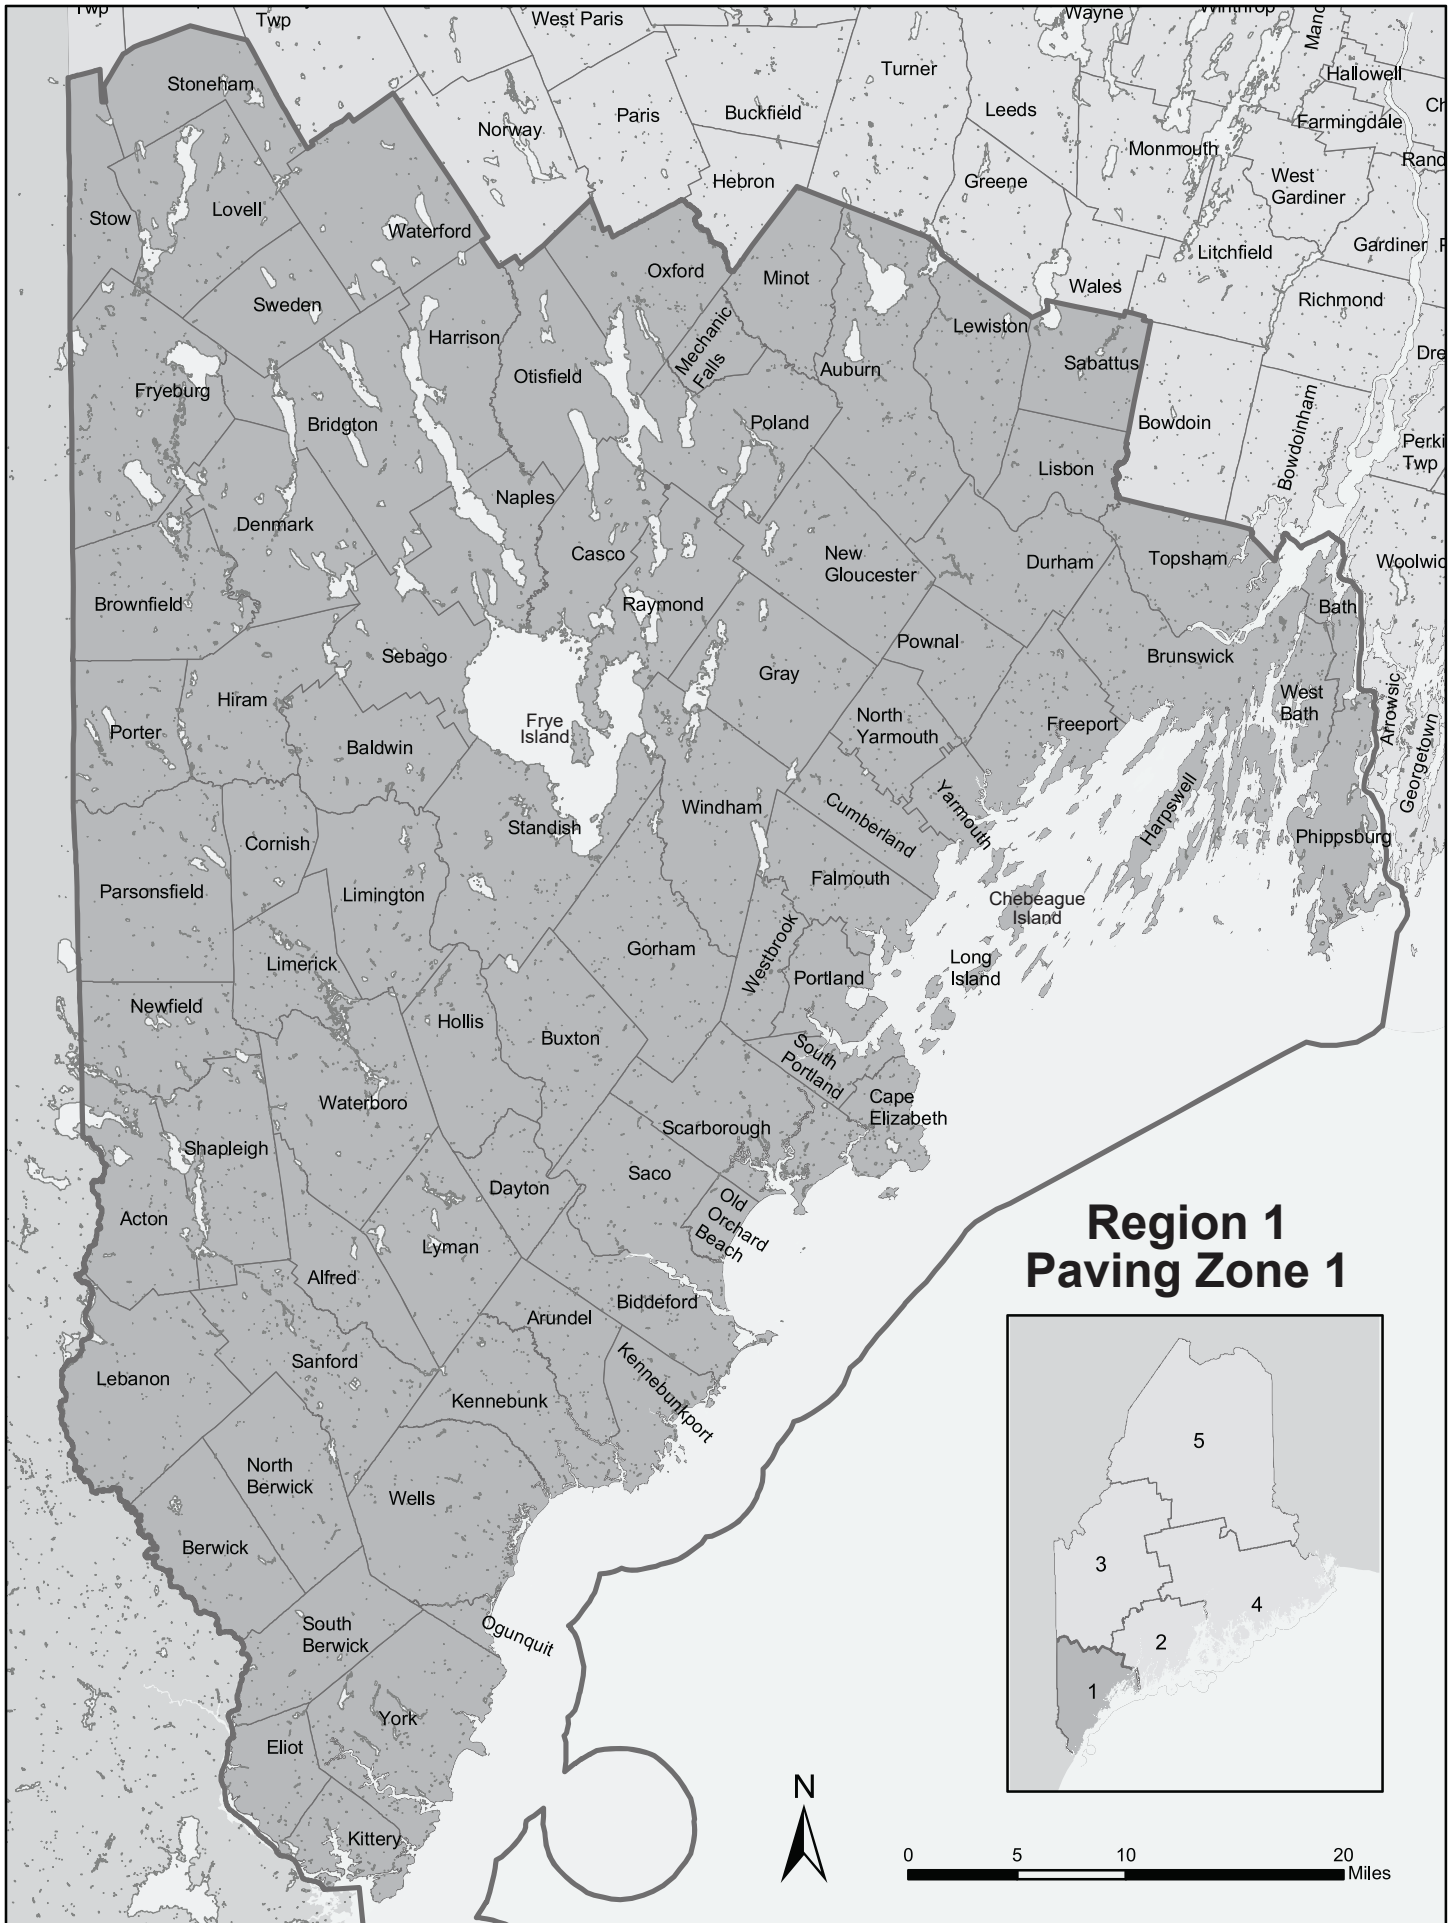 Twp
Twp
West Paris
Wayne
Winthrop
Turner
Hallowell
Stoneham
Leeds
Buckfield
Paris
Norway
Farmingdale
Monmouth
West
Gardiner
Hebron
Greene
Stow
Lovell
Waterford
Gardiner
Litchfield
Oxford
Minot
Wales
Richmond
Sweden
Harrison
Mechanic
Falls
Lewiston
Sabattus
Fryeburg
Otisfield
Auburn
Bridgton
Poland
Bowdoin
Bowdoinham
Perki
Twp
Lisbon
Naples
Denmark
Casco
New
Gloucester
Durham
Topsham
Woolwic
Brownfield
Raymond
Bath
Sebago
Pownal
Brunswick
Gray
Hiram
West
Bath
Arrowsic
Georgetown
Porter
Frye
Island
Baldwin
North
Yarmouth
Freeport
Windham
Cumberland
Yarmouth
Harpswell
Standish
Phippsburg
Cornish
Parsonsfield
Limington
Falmouth
Chebeague
Island
Gorham
Westbrook
Limerick
Portland
Long
Island
Newfield
Hollis
Buxton
South
Portland
Waterboro
Cape
Elizabeth
Scarborough
Shapleigh
Saco
Dayton
Old
Orchard
Beach
Acton
Lyman
Alfred
Biddeford
Arundel
Region 1
Paving Zone 1
Lebanon
Sanford
Kennebunk
Kennebunkport
North
Berwick
Wells
Berwick
South
Berwick
Ogunquit
York
Eliot
Kittery
5
3
4
2
1
N
0 5 10 20
Miles